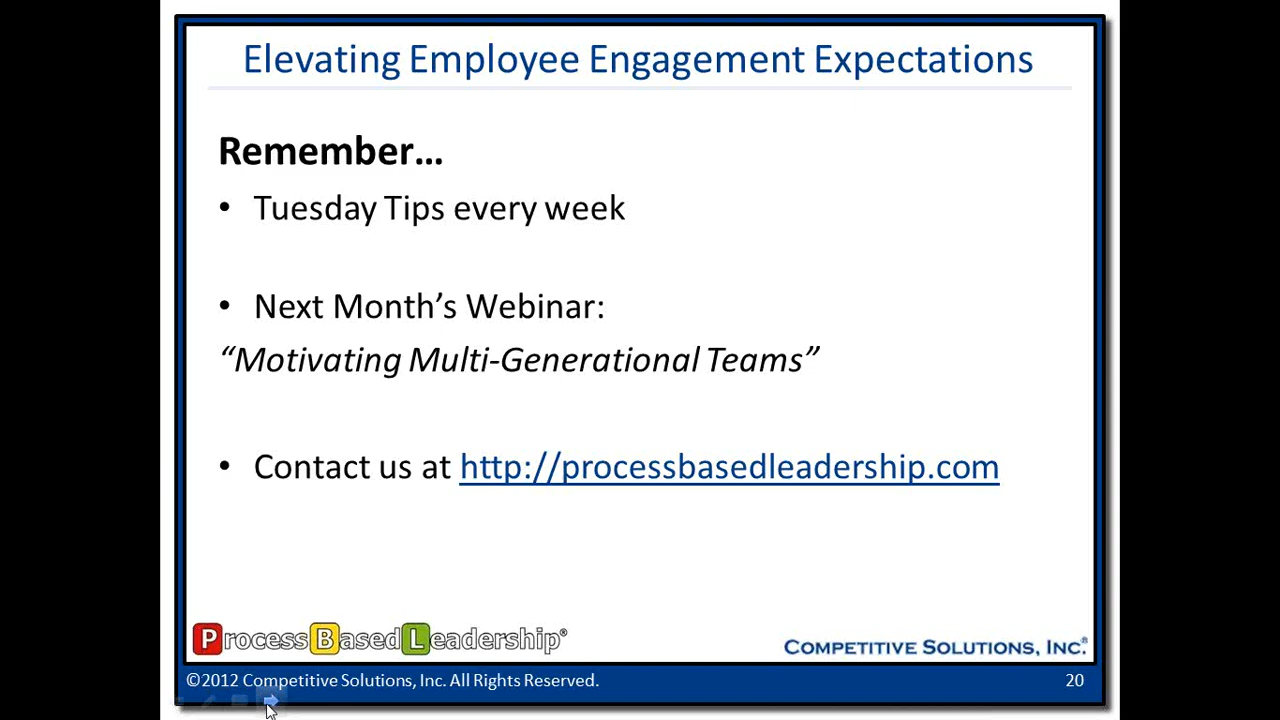 Elevating Employee Engagement Expectations
Remember…
• Tuesday Tips every week
• Next Month’s Webinar:
“Motivating Multi-Generational Teams”
• Contact us at http://processbasedleadership.com
ProcessBasedLeadership®
COMPETITIVE SOLUTIONS, INC.®
©2012 Competitive Solutions, Inc. All Rights Reserved.
20